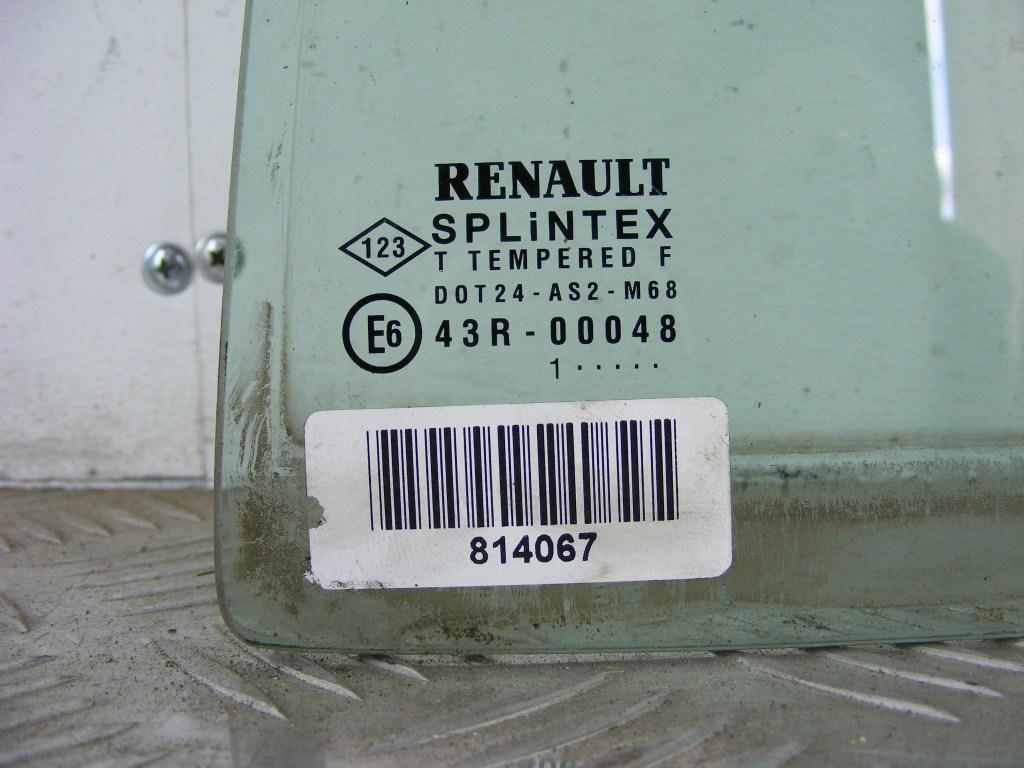 RENAULT
SPLiNTEX
123
T TEMPERED F
DOT24-AS2-M68
E6 43R-00048
1 · · · · ·
814067